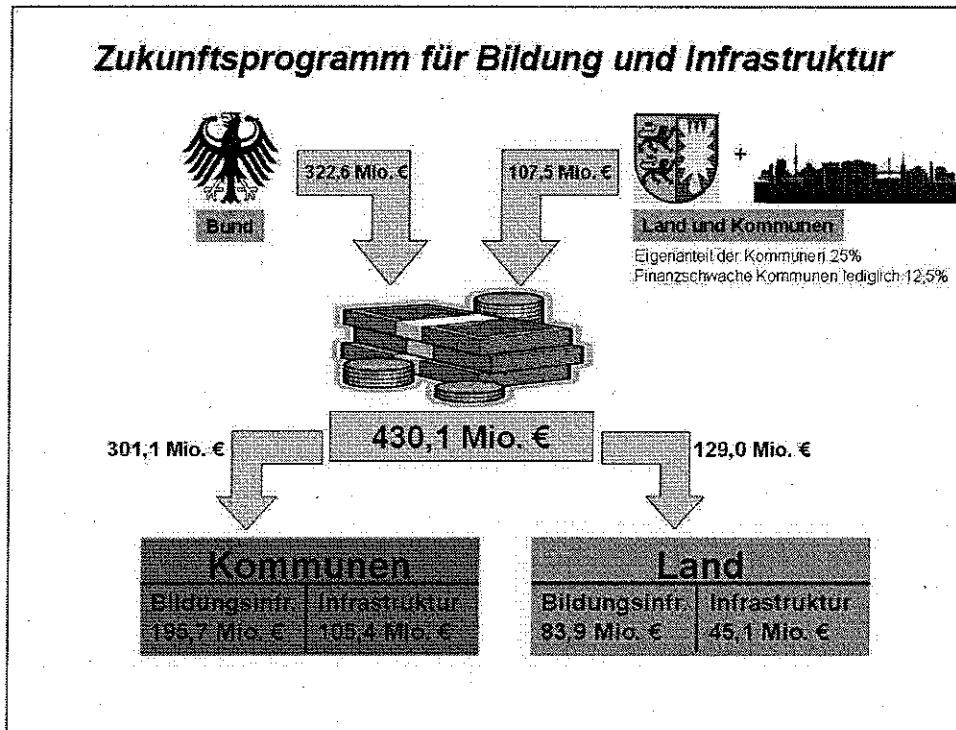 Zukunftsprogramm für Bildung und Infrastruktur
322,6 Mio. €
107,5 Mio. €
+
Bund
Land und Kommunen
Eigenanteil der Kommunen 25%
Finanzschwache Kommunen lediglich 12,5%
430,1 Mio. €
301,1 Mio. €
129,0 Mio. €
Kommunen
Bildungsinfr.
Infrastruktur
195,7 Mio. €
105,4 Mio. €
Land
Bildungsinfr.
Infrastruktur
83,9 Mio. €
45,1 Mio. €